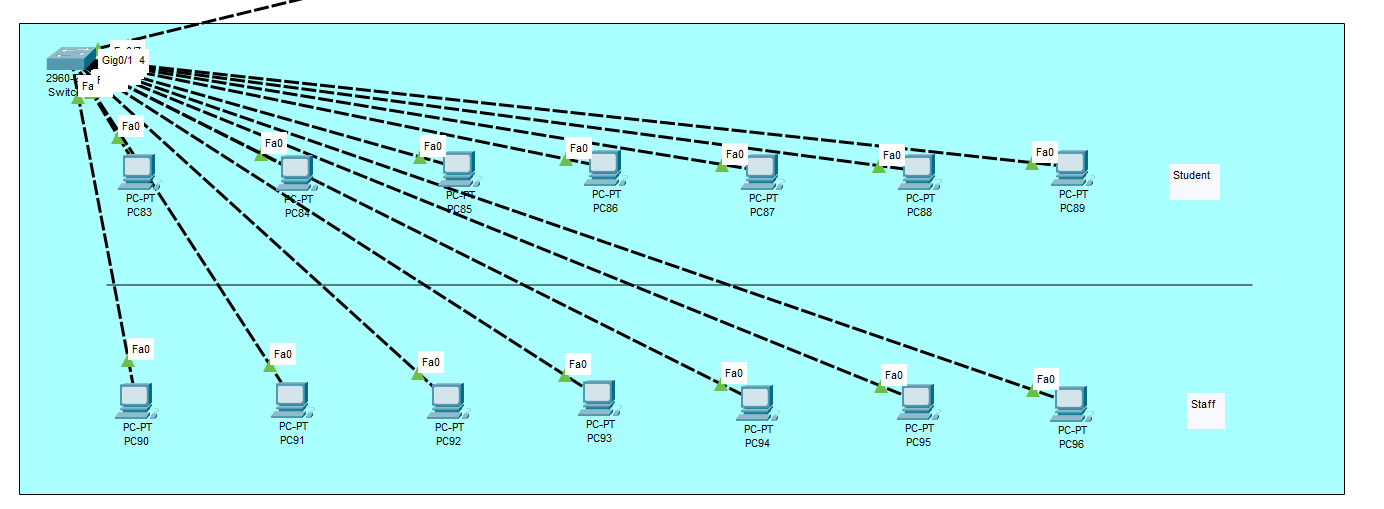 Gig0/1 4
2960-
Switc
Fa
F
Fa0
Fa0
Fa0
Fa0
Fa0
Fa0
Fa0
PC-PT
PC83
PC-PT
PC84
PC-PT
PC85
PC-PT
PC86
PC-PT
PC87
PC-PT
PC88
PC-PT
PC89
Student
Fa0
Fa0
Fa0
Fa0
Fa0
Fa0
Fa0
PC-PT
PC90
PC-PT
PC91
PC-PT
PC92
PC-PT
PC93
PC-PT
PC94
PC-PT
PC95
PC-PT
PC96
Staff